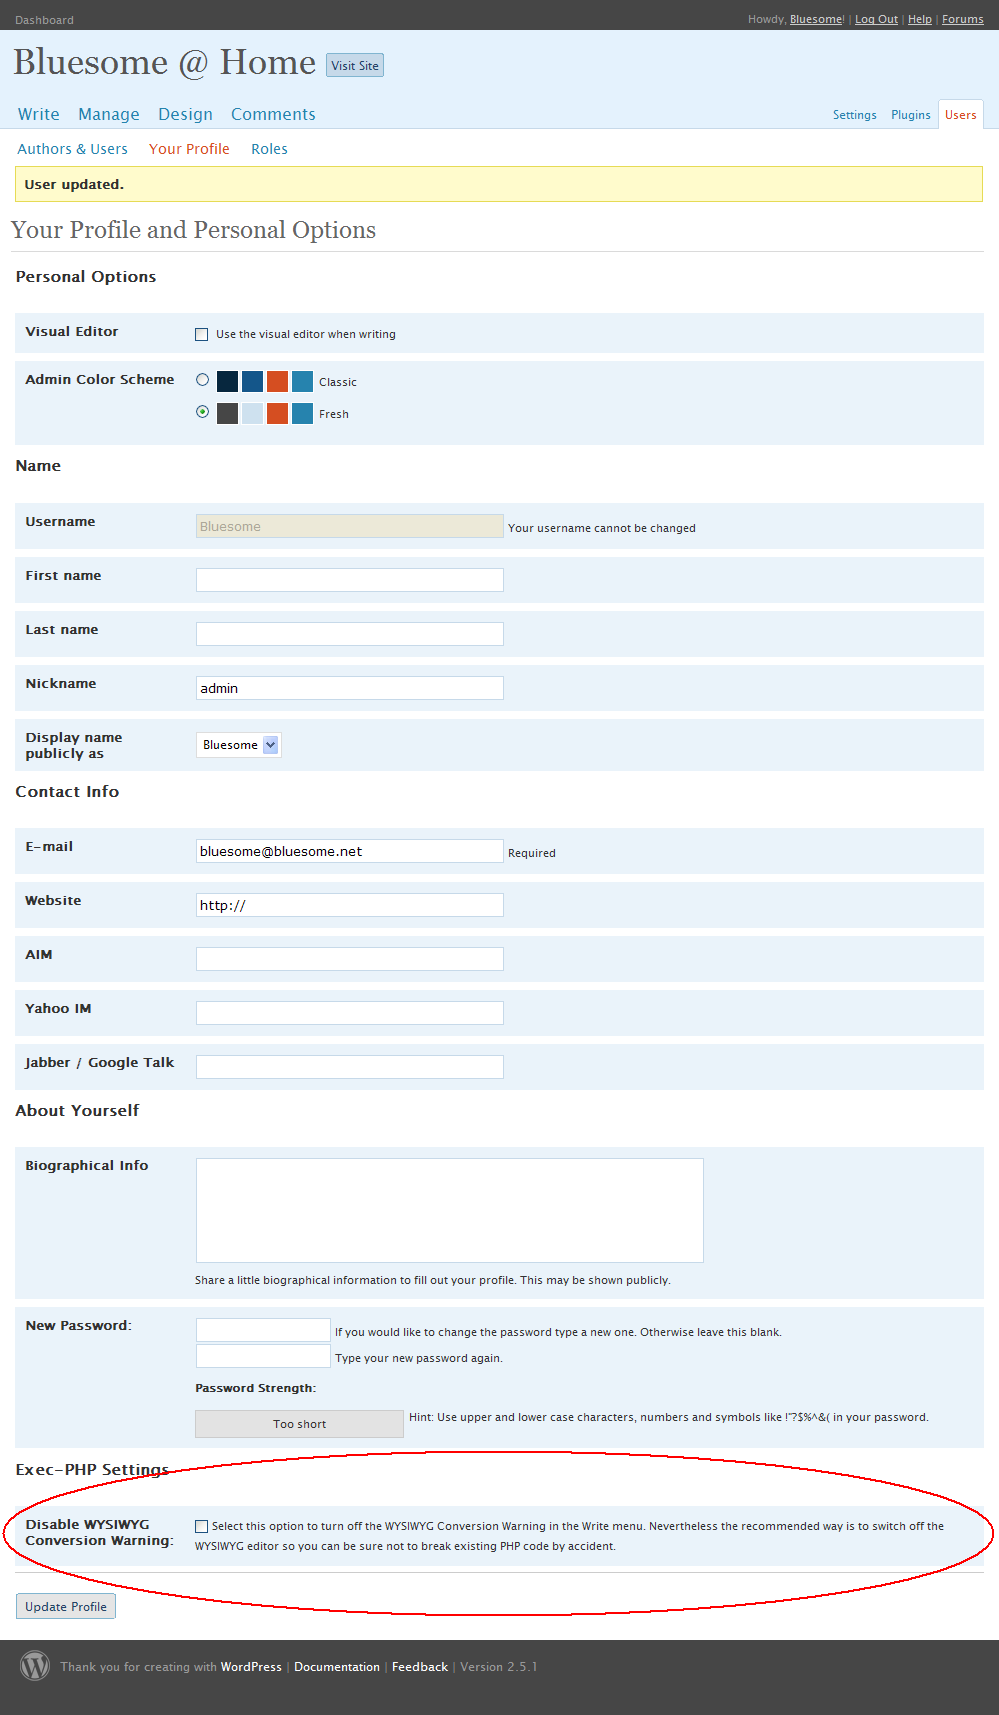 Dashboard
Howdy, Bluesome! | Log Out | Help | Forums
Bluesome @ Home Visit Site
Write Manage Design Comments
Settings Plugins Users
Authors & Users Your Profile Roles
User updated.
Your Profile and Personal Options
Personal Options
Visual Editor Use the visual editor when writing
Admin Color Scheme Classic
Fresh
Name
Username Bluesome Your username cannot be changed
First name
Last name
Nickname admin
Display name
publicly as
Bluesome
Contact Info
E-mail bluesome@bluesome.net Required
Website http://
AIM
Yahoo IM
Jabber / Google Talk
About Yourself
Biographical Info
Share a little biographical information to fill out your profile. This may be shown publicly.
New Password: If you would like to change the password type a new one. Otherwise leave this blank.
Type your new password again.
Password Strength:
Too short Hint: Use upper and lower case characters, numbers and symbols like !"?$%^&( in your password.
Exec-PHP Settings
Disable WYSIWYG
Conversion Warning:
Select this option to turn off the WYSIWYG Conversion Warning in the Write menu. Nevertheless the recommended way is to switch off the
WYSIWYG editor so you can be sure not to break existing PHP code by accident.
Update Profile
Thank you for creating with WordPress | Documentation | Feedback | Version 2.5.1